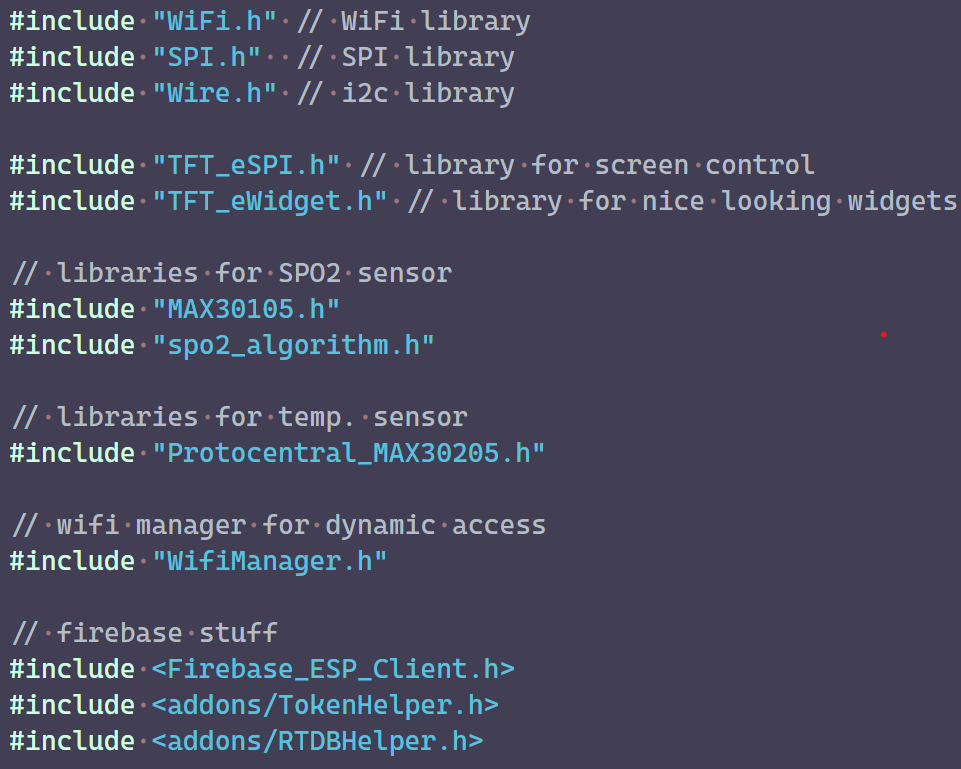 #include "WiFi.h" // WiFi library
#include "SPI.h"  // SPI library
#include "Wire.h" // i2c library
#include "TFT_eSPI.h" // library for screen control
#include "TFT_eWidget.h" // library for nice looking widgets
// libraries for SPO2 sensor
#include "MAX30105.h"
#include "spo2_algorithm.h"
// libraries for temp. sensor
#include "Protocentral_MAX30205.h"
// wifi manager for dynamic access
#include "WifiManager.h"
// firebase stuff
#include <Firebase_ESP_Client.h>
#include <addons/TokenHelper.h>
#include <addons/RTDBHelper.h>